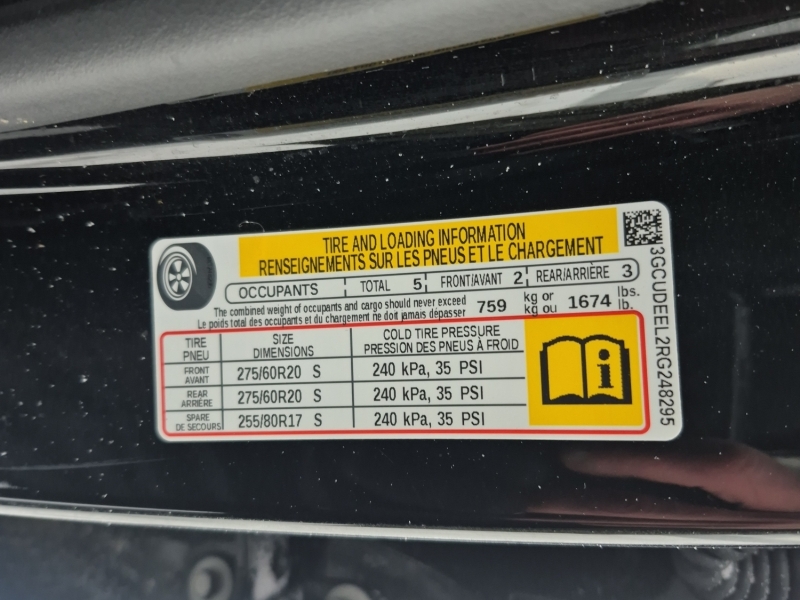 TIRE AND LOADING INFORMATION
RENSEIGNEMENTS SUR LES PNEUS ET LE CHARGEMENT
OCCUPANTS TOTAL 5 FRONT/AVANT 2 REAR/ARRIÈRE 3
The combined weight of occupants and cargo should never exceed
Le poids total des occupants et du chargement ne doit jamais dépasser
759 kg or kg ou 1674 lbs. lb.
TIRE PNEU SIZE DIMENSIONS COLD TIRE PRESSURE PRESSION DES PNEUS À FROID
FRONT AVANT 275/60R20 S 240 kPa, 35 PSI
REAR ARRIÈRE 275/60R20 S 240 kPa, 35 PSI
SPARE DE SECOURS 255/80R17 S 240 kPa, 35 PSI
3GCUDEEL2RG248295